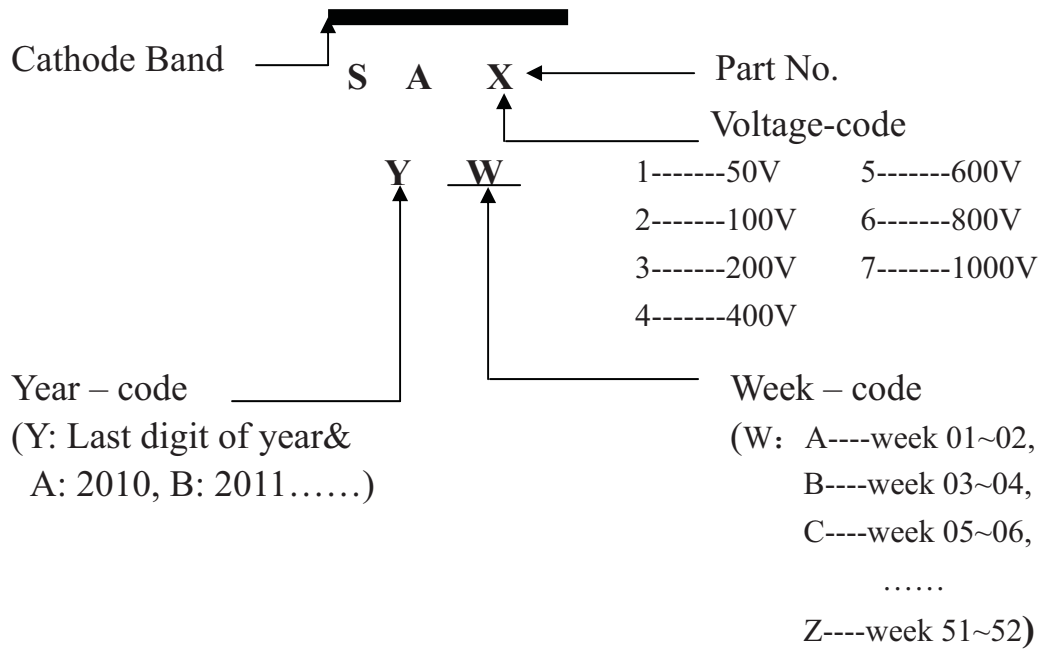 Cathode Band
S A X
Part No.
Voltage-code
Y W
1-------50V 5-------600V
2-------100V 6-------800V
3-------200V 7-------1000V
4-------400V
Year – code
(Y: Last digit of year&
A: 2010, B: 2011……)
Week – code
(W：A----week 01~02,
B----week 03~04,
C----week 05~06,
……
Z----week 51~52)